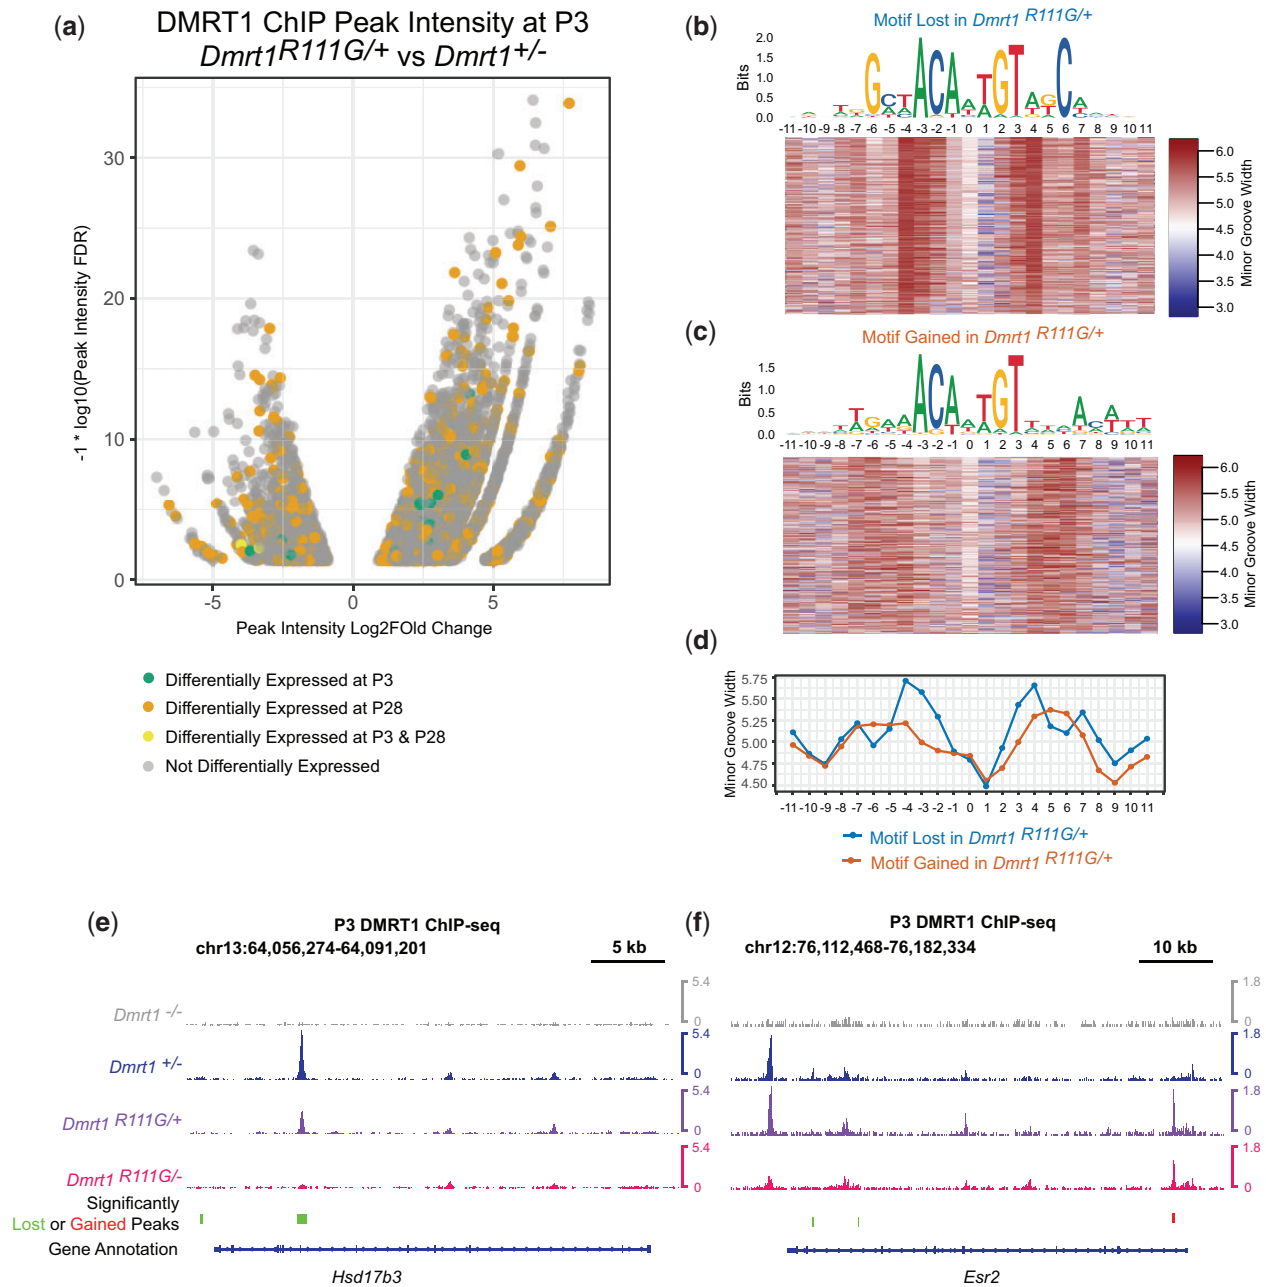 (a)
DMRT1 ChIP Peak Intensity at P3
Dmrt1R111G/+ vs Dmrt1+/-
-1 * log10(Peak Intensity FDR)
30
20
10
0
-5 0 5
Peak Intensity Log2FOld Change
Differentially Expressed at P3
Differentially Expressed at P28
Differentially Expressed at P3 & P28
Not Differentially Expressed
(b)
Motif Lost in Dmrt1 R111G/+
Bits
2.0
1.5
1.0
0.5
0.0
-11 -10 -9 -8 -7 -6 -5 -4 -3 -2 -1 0 1 2 3 4 5 6 7 8 9 10 11
6.0
5.5
5.0
4.5
4.0
3.5
3.0
Minor Groove Width
(c)
Motif Gained in Dmrt1 R111G/+
Bits
1.5
1.0
0.5
0.0
-11 -10 -9 -8 -7 -6 -5 -4 -3 -2 -1 0 1 2 3 4 5 6 7 8 9 10 11
6.0
5.5
5.0
4.5
4.0
3.5
3.0
Minor Groove Width
(d)
Minor Groove Width
5.75
5.50
5.25
5.00
4.75
4.50
-11 -10 -9 -8 -7 -6 -5 -4 -3 -2 -1 0 1 2 3 4 5 6 7 8 9 10 11
Motif Lost in Dmrt1 R111G/+
Motif Gained in Dmrt1 R111G/+
(e)
P3 DMRT1 ChIP-seq
chr13:64,056,274-64,091,201
5 kb
Dmrt1 -/-
5.4
0
Dmrt1 +/-
5.4
0
Dmrt1 R111G/+
5.4
0
Dmrt1 R111G/-
5.4
0
Significantly
Lost or Gained Peaks
Gene Annotation
Hsd17b3
(f)
P3 DMRT1 ChIP-seq
chr12:76,112,468-76,182,334
10 kb
1.8
0
1.8
0
1.8
0
1.8
0
Esr2